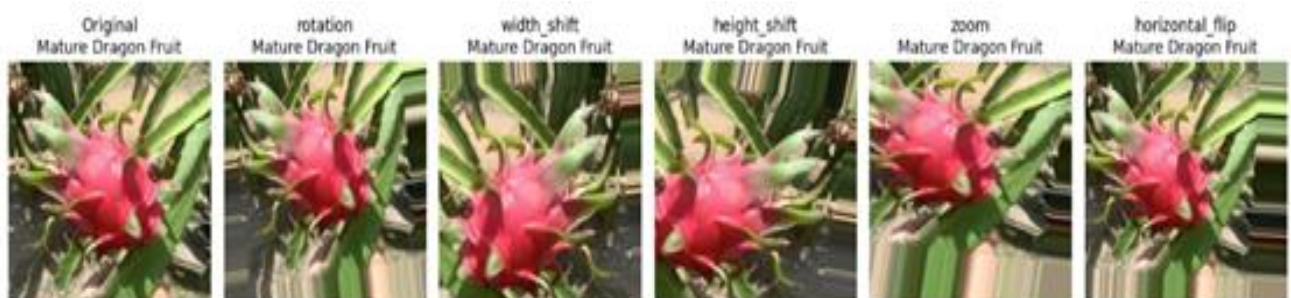 Original
Mature Dragon Fruit
rotation
Mature Dragon Fruit
width_shift
Mature Dragon Fruit
height_shift
Mature Dragon Fruit
zoom
Mature Dragon Fruit
horizontal_flip
Mature Dragon Fruit